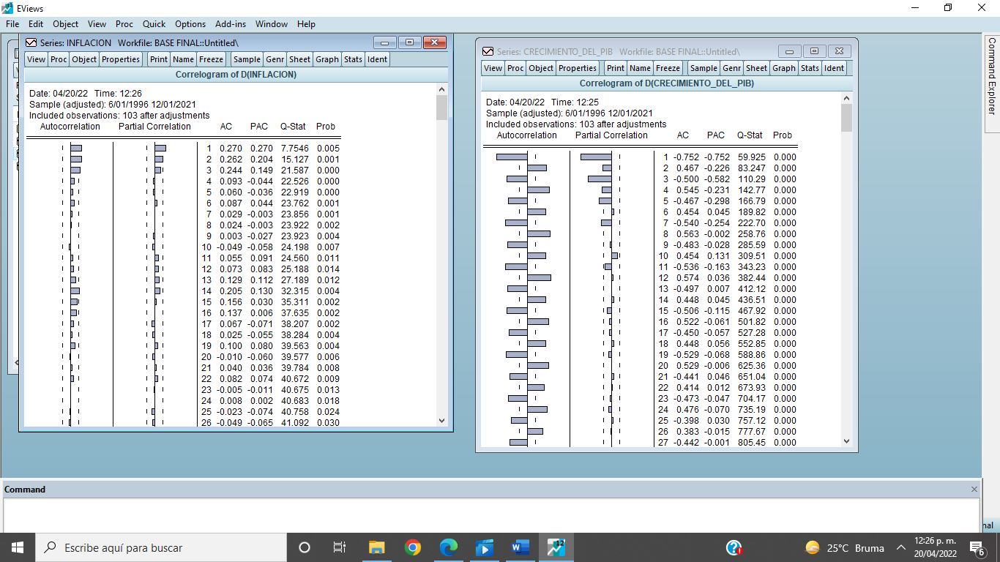 EViews
File Edit Object View Proc Quick Options Add-ins Window Help
Series: INFLACION Workfile: BASE FINAL::Untitled\
View Proc Object Properties Print Name Freeze Sample Genr Sheet Graph Stats Ident
Correlogram of D(INFLACION)
Date: 04/20/22 Time: 12:26
Sample (adjusted): 6/01/1996 12/01/2021
Included observations: 103 after adjustments
Autocorrelation Partial Correlation AC PAC Q-Stat Prob
1 0.270 0.270 7.7546 0.005
2 0.262 0.204 15.127 0.001
3 0.244 0.149 21.587 0.000
4 0.093 -0.044 22.526 0.000
5 0.060 -0.036 22.919 0.000
6 0.087 0.044 23.762 0.001
7 0.029 -0.003 23.856 0.001
8 0.024 -0.003 23.922 0.002
9 0.003 -0.027 23.923 0.004
10 -0.049 -0.058 24.198 0.007
11 0.055 0.091 24.560 0.011
12 0.073 0.083 25.188 0.014
13 0.129 0.112 27.189 0.012
14 0.205 0.130 32.315 0.004
15 0.156 0.030 35.311 0.002
16 0.137 0.006 37.635 0.002
17 0.067 -0.071 38.207 0.002
18 0.025 -0.055 38.284 0.004
19 0.100 0.080 39.563 0.004
20 -0.010 -0.060 39.577 0.006
21 0.040 0.036 39.784 0.008
22 0.082 0.074 40.672 0.009
23 -0.005 -0.011 40.675 0.013
24 0.008 0.002 40.683 0.018
25 -0.023 -0.074 40.758 0.024
26 -0.049 -0.065 41.092 0.030
Series: CRECIMIENTO_DEL_PIB Workfile: BASE FINAL::Untitled\
View Proc Object Properties Print Name Freeze Sample Genr Sheet Graph Stats Ident
Correlogram of D(CRECIMIENTO_DEL_PIB)
Date: 04/20/22 Time: 12:25
Sample (adjusted): 6/01/1996 12/01/2021
Included observations: 103 after adjustments
Autocorrelation Partial Correlation AC PAC Q-Stat Prob
1 -0.752 -0.752 59.925 0.000
2 0.467 -0.226 83.247 0.000
3 -0.500 -0.582 110.29 0.000
4 0.545 -0.231 142.77 0.000
5 -0.467 -0.298 166.79 0.000
6 0.454 0.045 189.82 0.000
7 -0.540 -0.254 222.70 0.000
8 0.563 -0.002 258.76 0.000
9 -0.483 -0.028 285.59 0.000
10 0.454 0.131 309.51 0.000
11 -0.536 -0.163 343.23 0.000
12 0.574 0.036 382.44 0.000
13 -0.497 0.007 412.12 0.000
14 0.448 0.045 436.51 0.000
15 -0.506 -0.115 467.92 0.000
16 0.522 -0.061 501.82 0.000
17 -0.450 -0.057 527.28 0.000
18 0.448 0.056 552.85 0.000
19 -0.529 -0.068 588.86 0.000
20 0.529 -0.006 625.36 0.000
21 -0.441 0.046 651.04 0.000
22 0.414 0.012 673.93 0.000
23 -0.473 -0.047 704.17 0.000
24 0.476 -0.070 735.19 0.000
25 -0.398 0.030 757.12 0.000
26 0.383 -0.015 777.67 0.000
27 -0.442 -0.001 805.45 0.000
Command Explorer
Command
nal
Escribe aquí para buscar
12
25°C Bruma
12:26 p. m.
20/04/2022
6